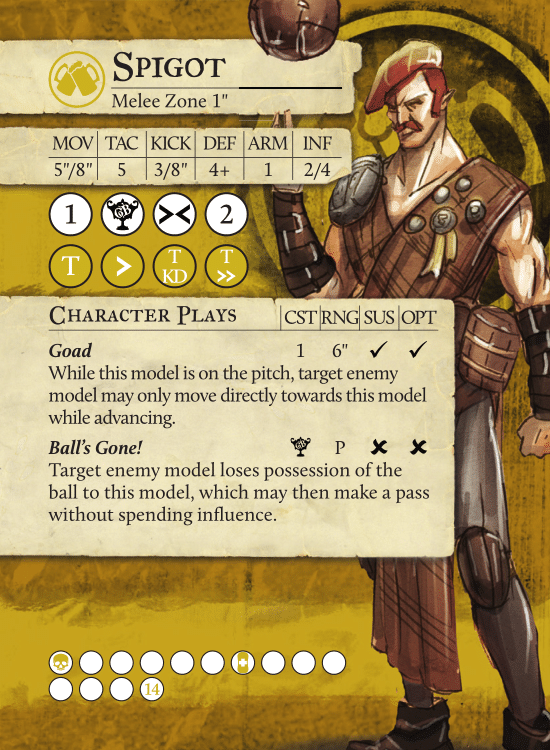 Spigot
Melee Zone 1"
MOV TAC KICK DEF ARM INF
5"/8" 5 3/8" 4+ 1 2/4
1 GB >< 2
T > T KD T >>
Character Plays CST RNG SUS OPT
Goad 1 6" ✓ ✓
While this model is on the pitch, target enemy
model may only move directly towards this model
while advancing.
Ball's Gone! GB P ✘ ✘
Target enemy model loses possession of the
ball to this model, which may then make a pass
without spending influence.
14